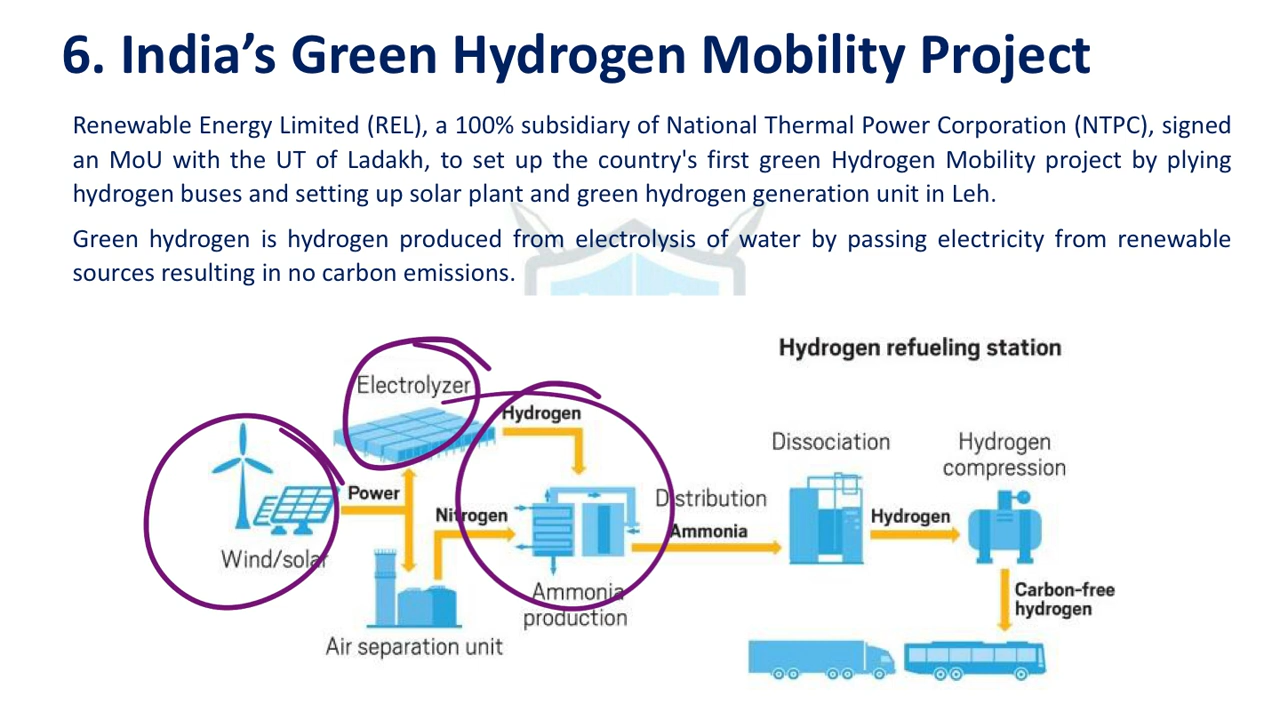 6. India’s Green Hydrogen Mobility Project
Renewable Energy Limited (REL), a 100% subsidiary of National Thermal Power Corporation (NTPC), signed
an MoU with the UT of Ladakh, to set up the country's first green Hydrogen Mobility project by plying
hydrogen buses and setting up solar plant and green hydrogen generation unit in Leh.
Green hydrogen is hydrogen produced from electrolysis of water by passing electricity from renewable
sources resulting in no carbon emissions.
Hydrogen refueling station
Electrolyzer
Hydrogen
Dissociation
Hydrogen
compression
Power
Nitrogen
Distribution
Ammonia
Hydrogen
Wind/solar
Ammonia
production
Carbon-free
hydrogen
Air separation unit